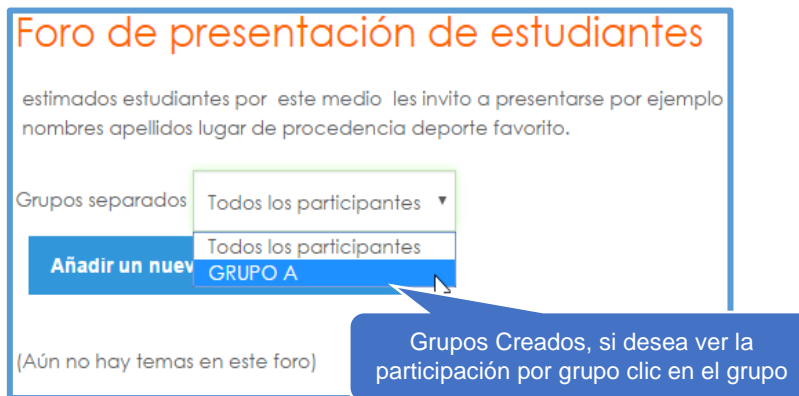 Foro de presentación de estudiantes
estimados estudiantes por este medio les invito a presentarse por ejemplo
nombres apellidos lugar de procedencia deporte favorito.
Grupos separados Todos los participantes
Todos los participantes
Añadir un nuev
GRUPO A
Grupos Creados, si desea ver la
participación por grupo clic en el grupo
(Aún no hay temas en este foro)